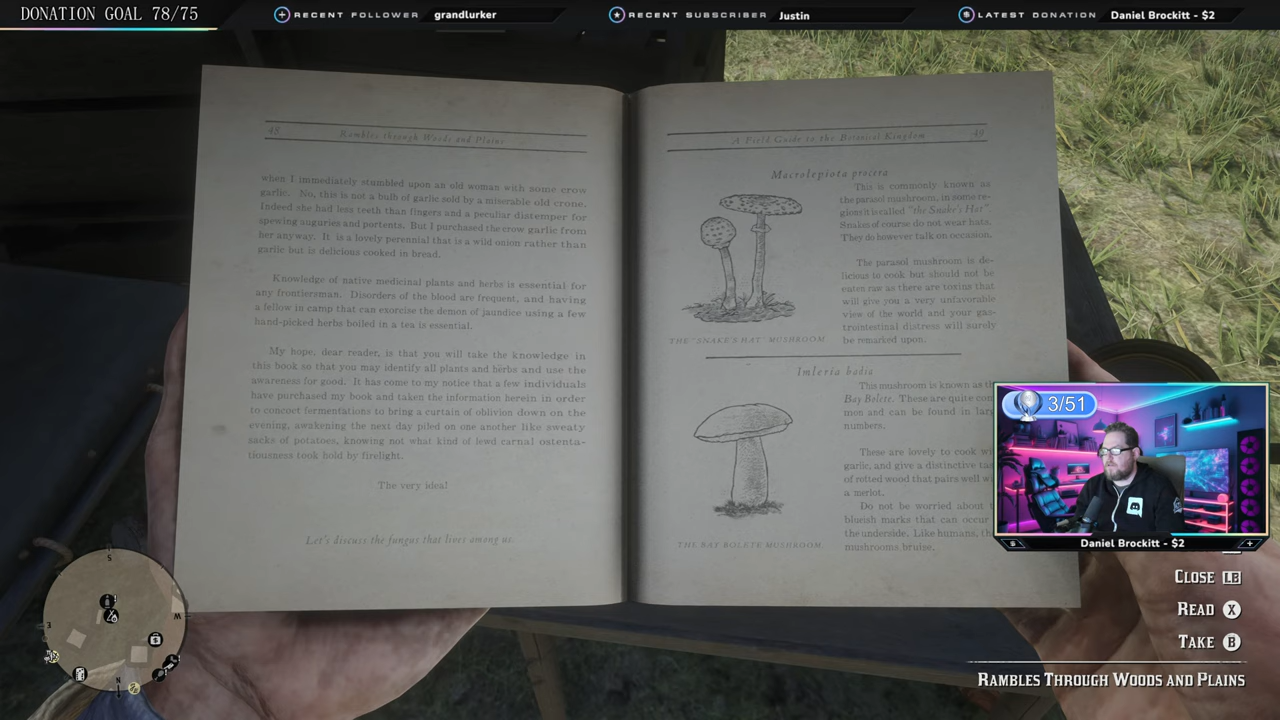 DONATION GOAL 78/75
RECENT FOLLOWER grandlurker
RECENT SUBSCRIBER Justin
LATEST DONATION Daniel Brockitt - $2
48 Rambles through Woods and Plains
when I immediately stumbled upon an old woman with some crow
garlic. No, this is not a bulb of garlic sold by a miserable old crone.
Indeed she had less teeth than fingers and a peculiar distemper for
spewing auguries and portents. But I purchased the crow garlic from
her anyway. It is a lovely perennial that is a wild onion rather than
garlic but is delicious cooked in bread.
Knowledge of native medicinal plants and herbs is essential for
any frontiersman. Disorders of the blood are frequent, and having
a fellow in camp that can exorcise the demon of jaundice using a few
hand-picked herbs boiled in a tea is essential.
My hope, dear reader, is that you will take the knowledge in
this book so that you may identify all plants and herbs and use the
awareness for good. It has come to my notice that a few individuals
have purchased my book and taken the information herein in order
to concoct fermentations to bring a curtain of oblivion down on the
evening, awakening the next day piled on one another like sweaty
sacks of potatoes, knowing not what kind of lewd carnal ostenta-
tiousness took hold by firelight.
The very idea!
Let's discuss the fungus that lives among us.
A Field Guide to the Botanical Kingdom 49
Macrolepiota procera
This is commonly known as
the parasol mushroom, in some re-
gions it is called "the Snake's Hat".
Snakes of course do not wear hats.
They do however talk on occasion.
The parasol mushroom is de-
licious to cook but should not be
eaten raw as there are toxins that
will give you a very unfavorable
view of the world and your gas-
trointestinal distress will surely
be remarked upon.
THE "SNAKE'S HAT" MUSHROOM
Imleria badia
This mushroom is known as
Bay Bolete. These are quite com
mon and can be found in
numbers.
These are lovely to cook
garlic, and give a distinctive
of rotted wood that pairs well
a merlot.
Do not be worried about
blueish marks that can occur
the underside. Like humans,
mushrooms bruise.
THE BAY BOLETE MUSHROOM
3/51
Daniel Brockitt - $2
CLOSE LB
READ X
TAKE B
RAMBLES THROUGH WOODS AND PLAINS
S
W
E
N